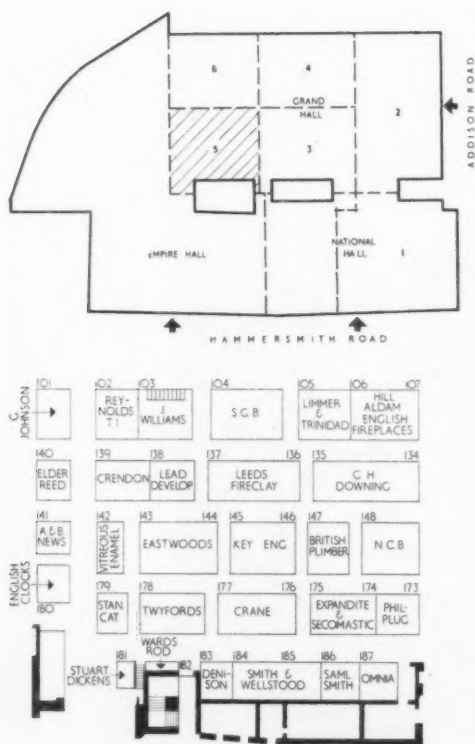 6
4
GRAND
HALL
2
ADDISON ROAD
5
3
EMPIRE HALL
NATIONAL
HALL
1
HAMMERSMITH ROAD
101
102
103
104
105
106
107
G.
JOHNSON
REY-
NOLDS
T I
J.
WILLIAMS
S.G.B
LIMMER
&
TRINIDAD
HILL
ALDAM
ENGLISH
FIREPLACES
140
139
138
137
136
135
134
ELDER
REED
CRENDON
LEAD
DEVELOP
LEEDS
FIRECLAY
G H
DOWNING
141
142
143
144
145
146
147
148
A & B
NEWS
VITREOUS
ENAMEL
EASTWOODS
KEY ENG
BRITISH
PLIMBER
N.C.B
ENGLISH
CLOCKS
180
179
178
177
176
175
174
173
STAN
CAT
TWYFORDS
CRANE
EXPANDITE
&
SECOMASTIC
PHIL-
PLUG
WARDS
ROD
181
182
183
184
185
186
187
STUART
DICKENS
DENI-
SON
SMITH &
WELLSTOOD
SAML
SMITH
OMNIA